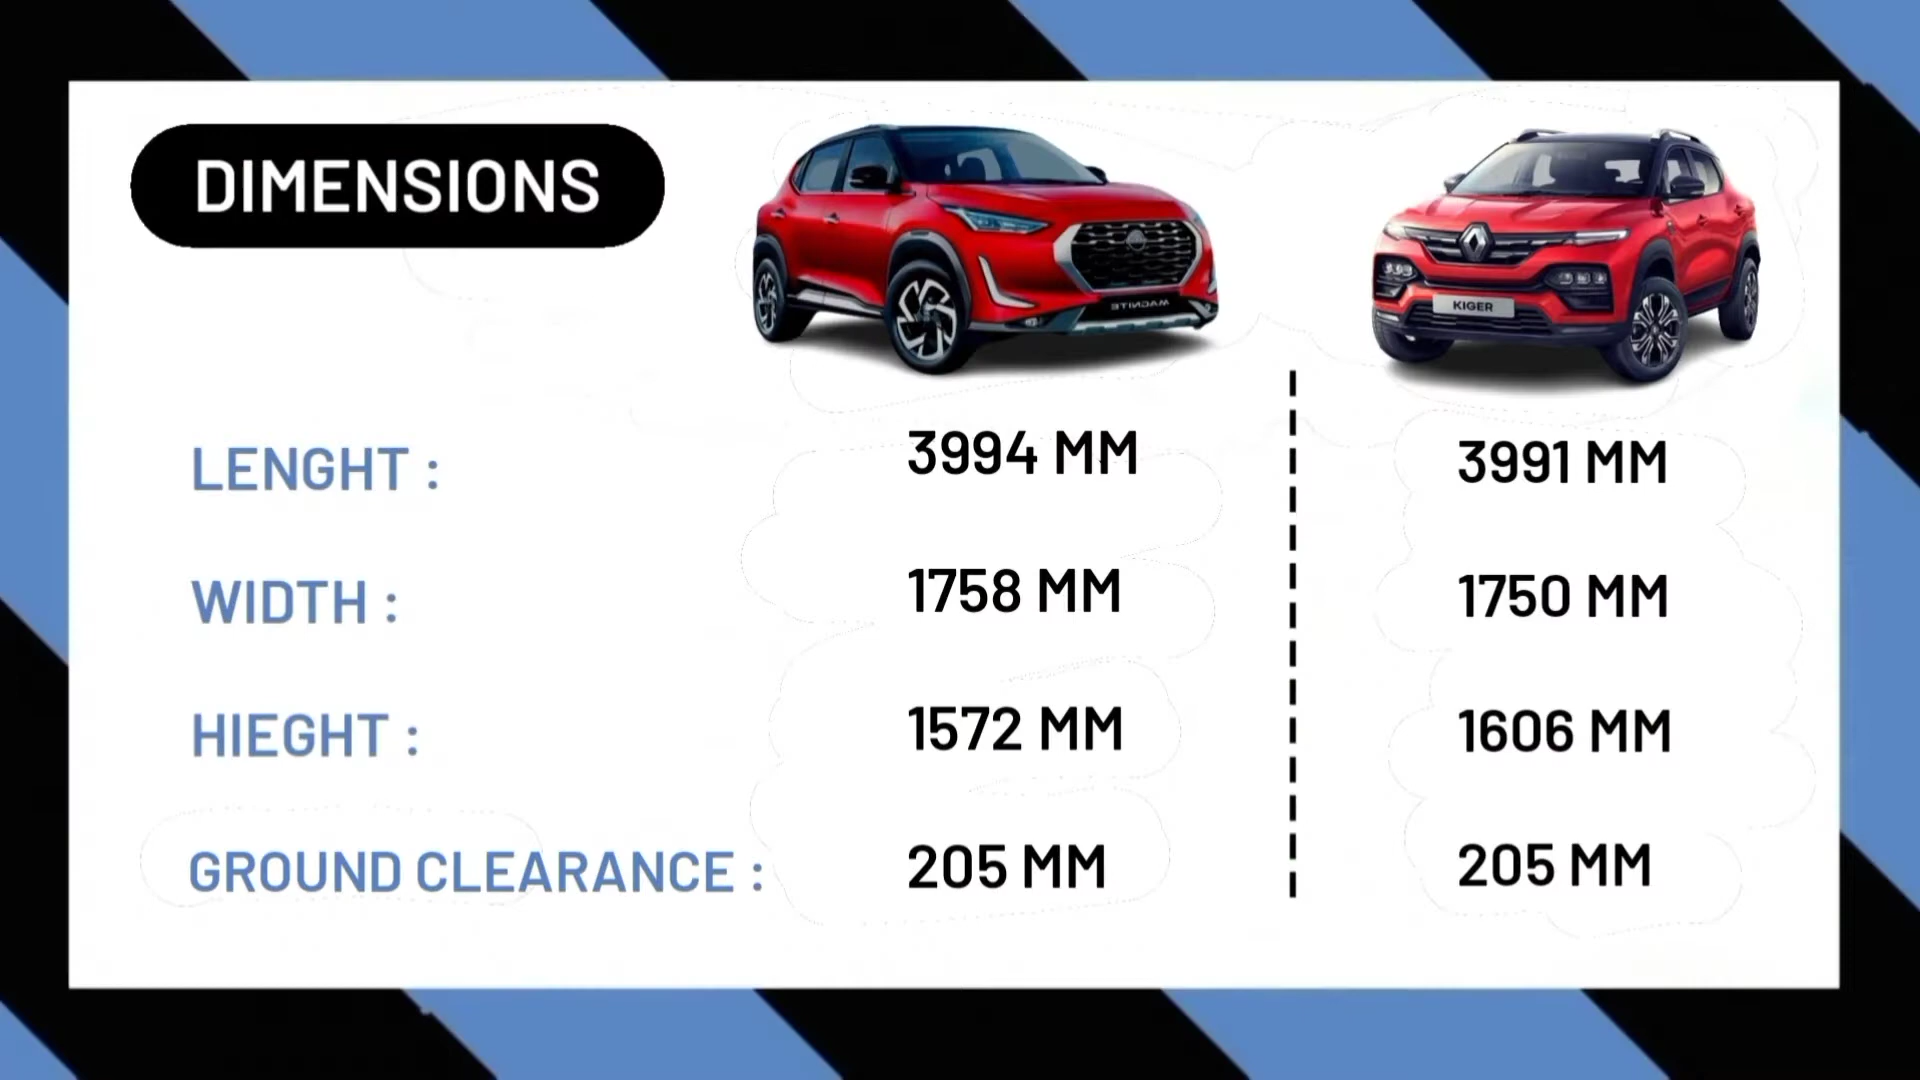 DIMENSIONS
MAGNITE
KIGER
LENGHT : 3994 MM 3991 MM
WIDTH : 1758 MM 1750 MM
HIEGHT : 1572 MM 1606 MM
GROUND CLEARANCE : 205 MM 205 MM